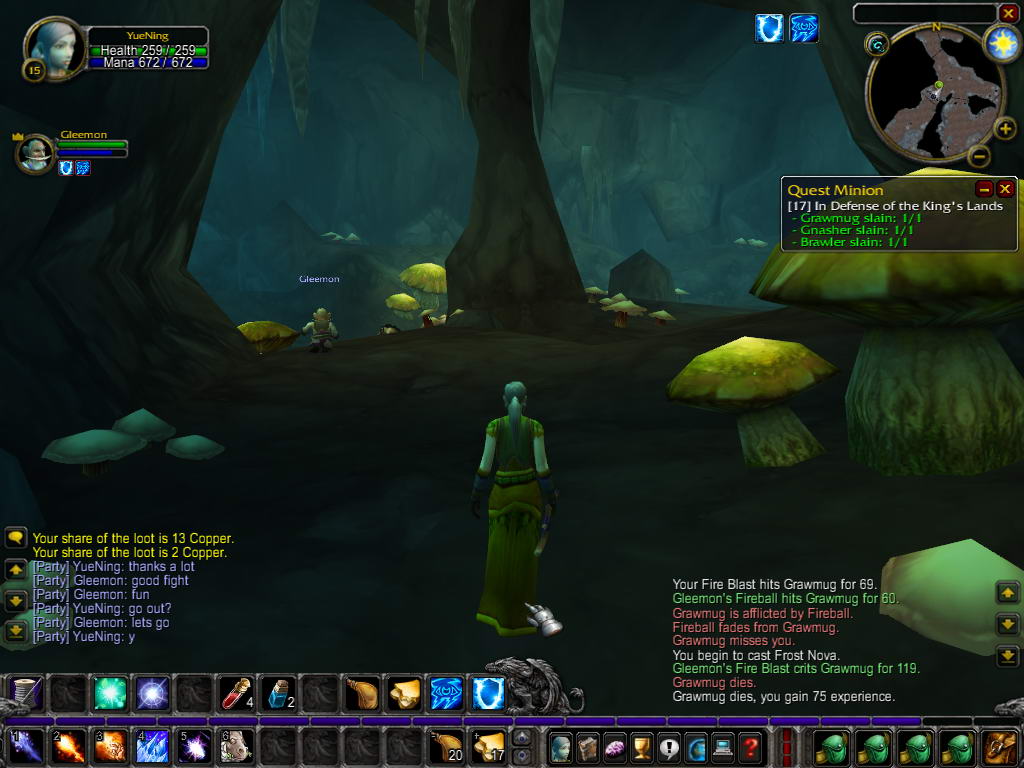 YueNing
Health 259 / 259
Mana 672 / 672
15
N
Gleemon
Quest Minion
[17] In Defense of the King's Lands
- Grawmug slain: 1/1
- Gnasher slain: 1/1
- Brawler slain: 1/1
Gleemon
Your share of the loot is 13 Copper.
Your share of the loot is 2 Copper.
[Party] YueNing: thanks a lot
[Party] Gleemon: good fight
[Party] Gleemon: fun
[Party] YueNing: go out?
[Party] Gleemon: lets go
[Party] YueNing: y
Your Fire Blast hits Grawmug for 69.
Gleemon's Fireball hits Grawmug for 60.
Grawmug is afflicted by Fireball.
Fireball fades from Grawmug.
Grawmug misses you.
You begin to cast Frost Nova.
Gleemon's Fire Blast crits Grawmug for 119.
Grawmug dies.
Grawmug dies, you gain 75 experience.
4 2
1 2 3 4 5 6 20 17